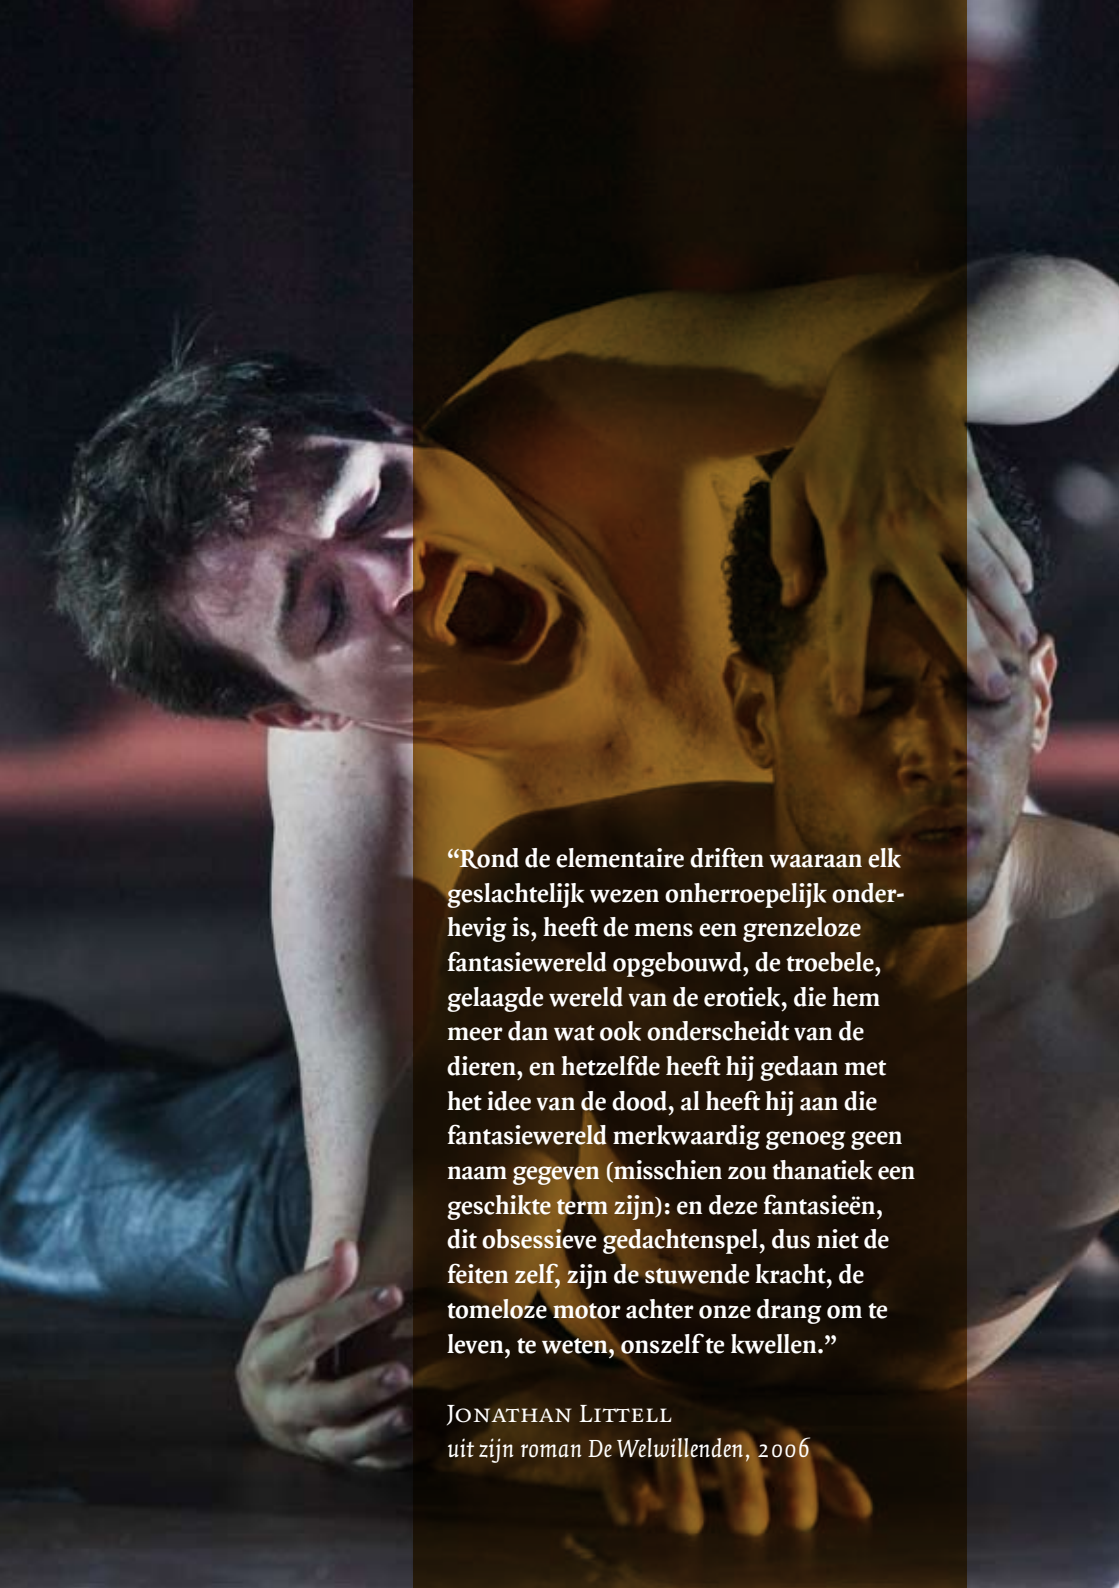 “Rond de elementaire driften waaraan elk
geslachtelijk wezen onherroepelijk onder-
hevig is, heeft de mens een grenzeloze
fantasiewereld opgebouwd, de troebele,
gelaagde wereld van de erotiek, die hem
meer dan wat ook onderscheidt van de
dieren, en hetzelfde heeft hij gedaan met
het idee van de dood, al heeft hij aan die
fantasiewereld merkwaardig genoeg geen
naam gegeven (misschien zou thanatiek een
geschikte term zijn): en deze fantasieën,
dit obsessieve gedachtenspel, dus niet de
feiten zelf, zijn de stuwende kracht, de
tomeloze motor achter onze drang om te
leven, te weten, onszelf te kwellen.”
Jonathan Littell
uit zijn roman De Welwillenden, 2006